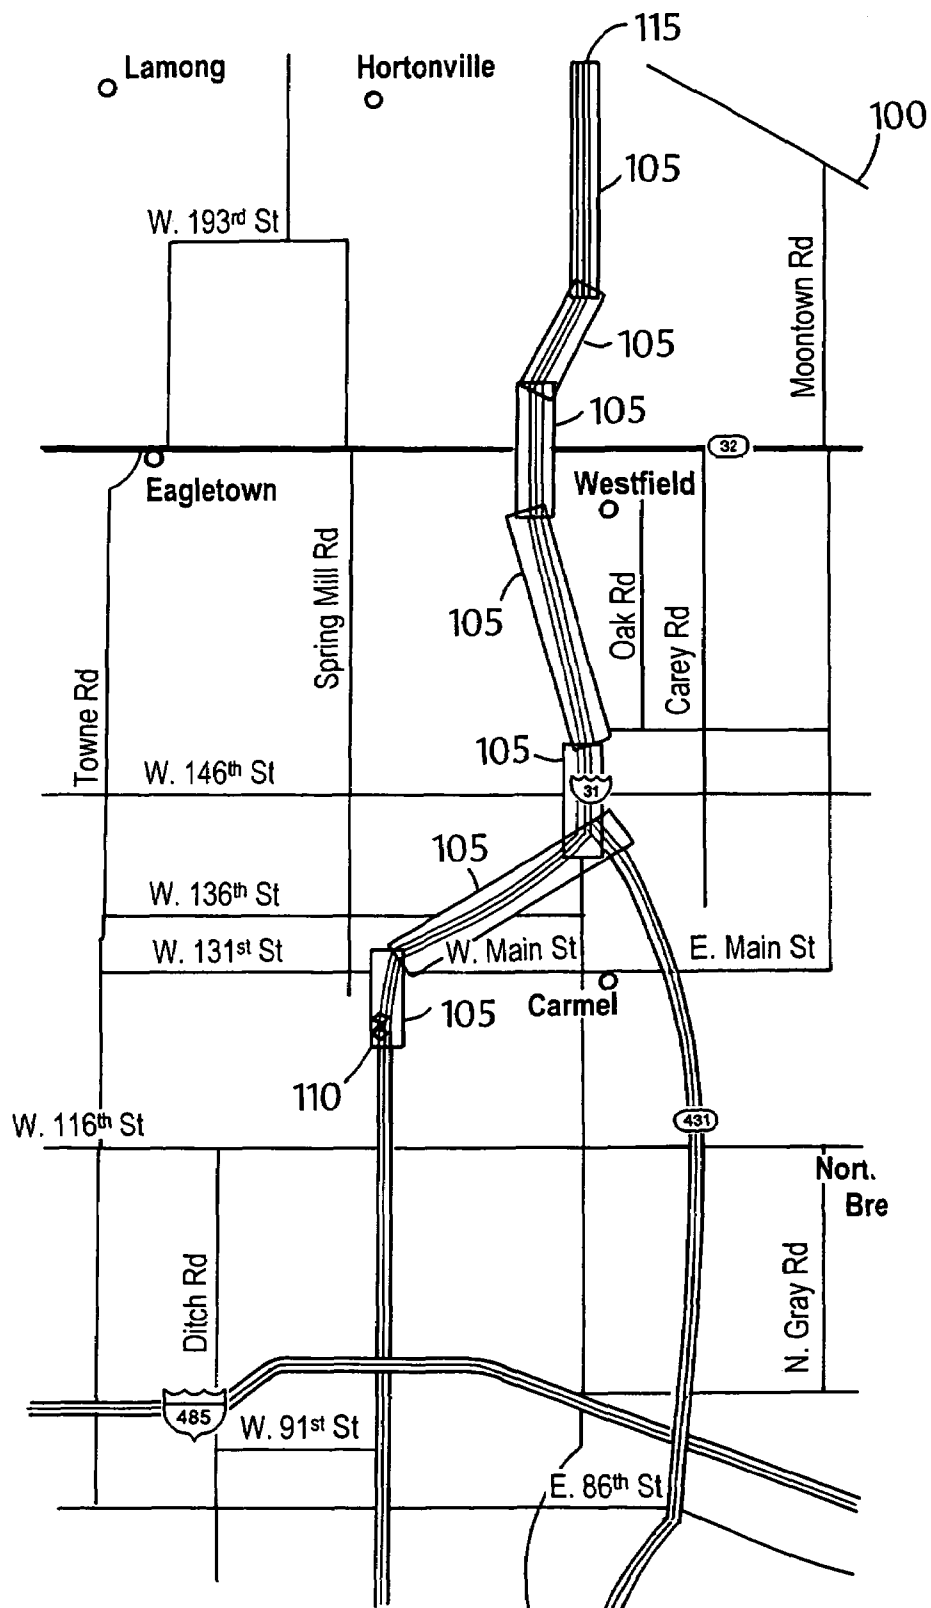 115
Lamong
Hortonville
100
105
W. 193rd St
Moontown Rd
105
105
32
Eagletown
Westfield
Spring Mill Rd
105
Oak Rd
Carey Rd
Towne Rd
105
W. 146th St
31
105
W. 136th St
W. 131st St
W. Main St
E. Main St
Carmel
105
110
W. 116th St
431
Nort.
Bre
Ditch Rd
N. Gray Rd
485
W. 91st St
E. 86th St